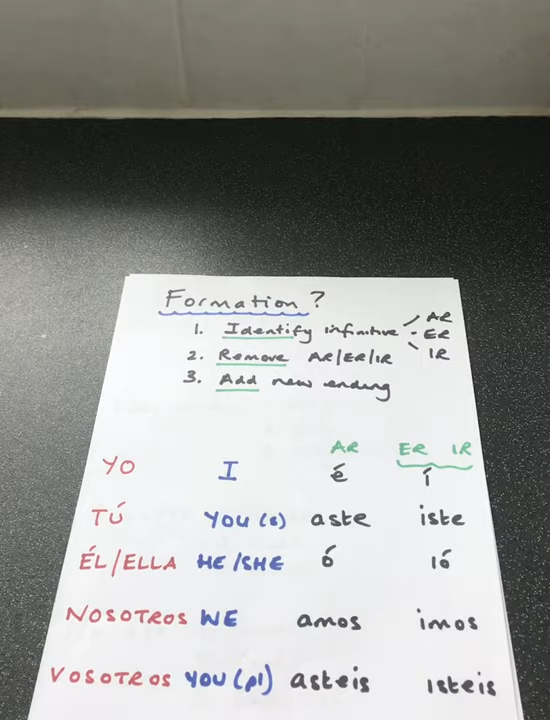 Formation?
1. Identify infinitive AR
ER
IR
2. Remove AR/ER/IR
3. Add new ending
AR ER IR
YO I é í
TÚ YOU (s) aste iste
ÉL/ELLA HE/SHE ó ió
NOSOTROS WE amos imos
VOSOTROS YOU (pl) asteis isteis